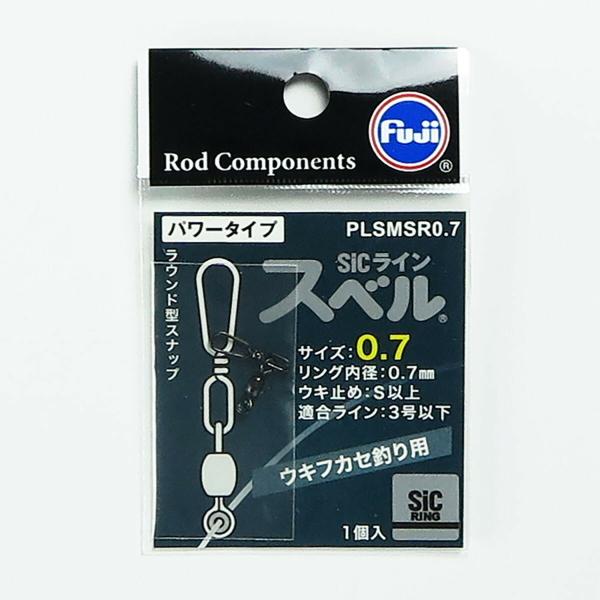 Fuji
®
Rod Components
パワータイプ
PLSMSR0.7
ラウンド型スナップ
SiCライン
スベル®
サイズ:0.7
リング内径:0.7mm
ウキ止め:S以上
適合ライン:3号以下
ウキフカセ釣り用
SiC
RING
1個入